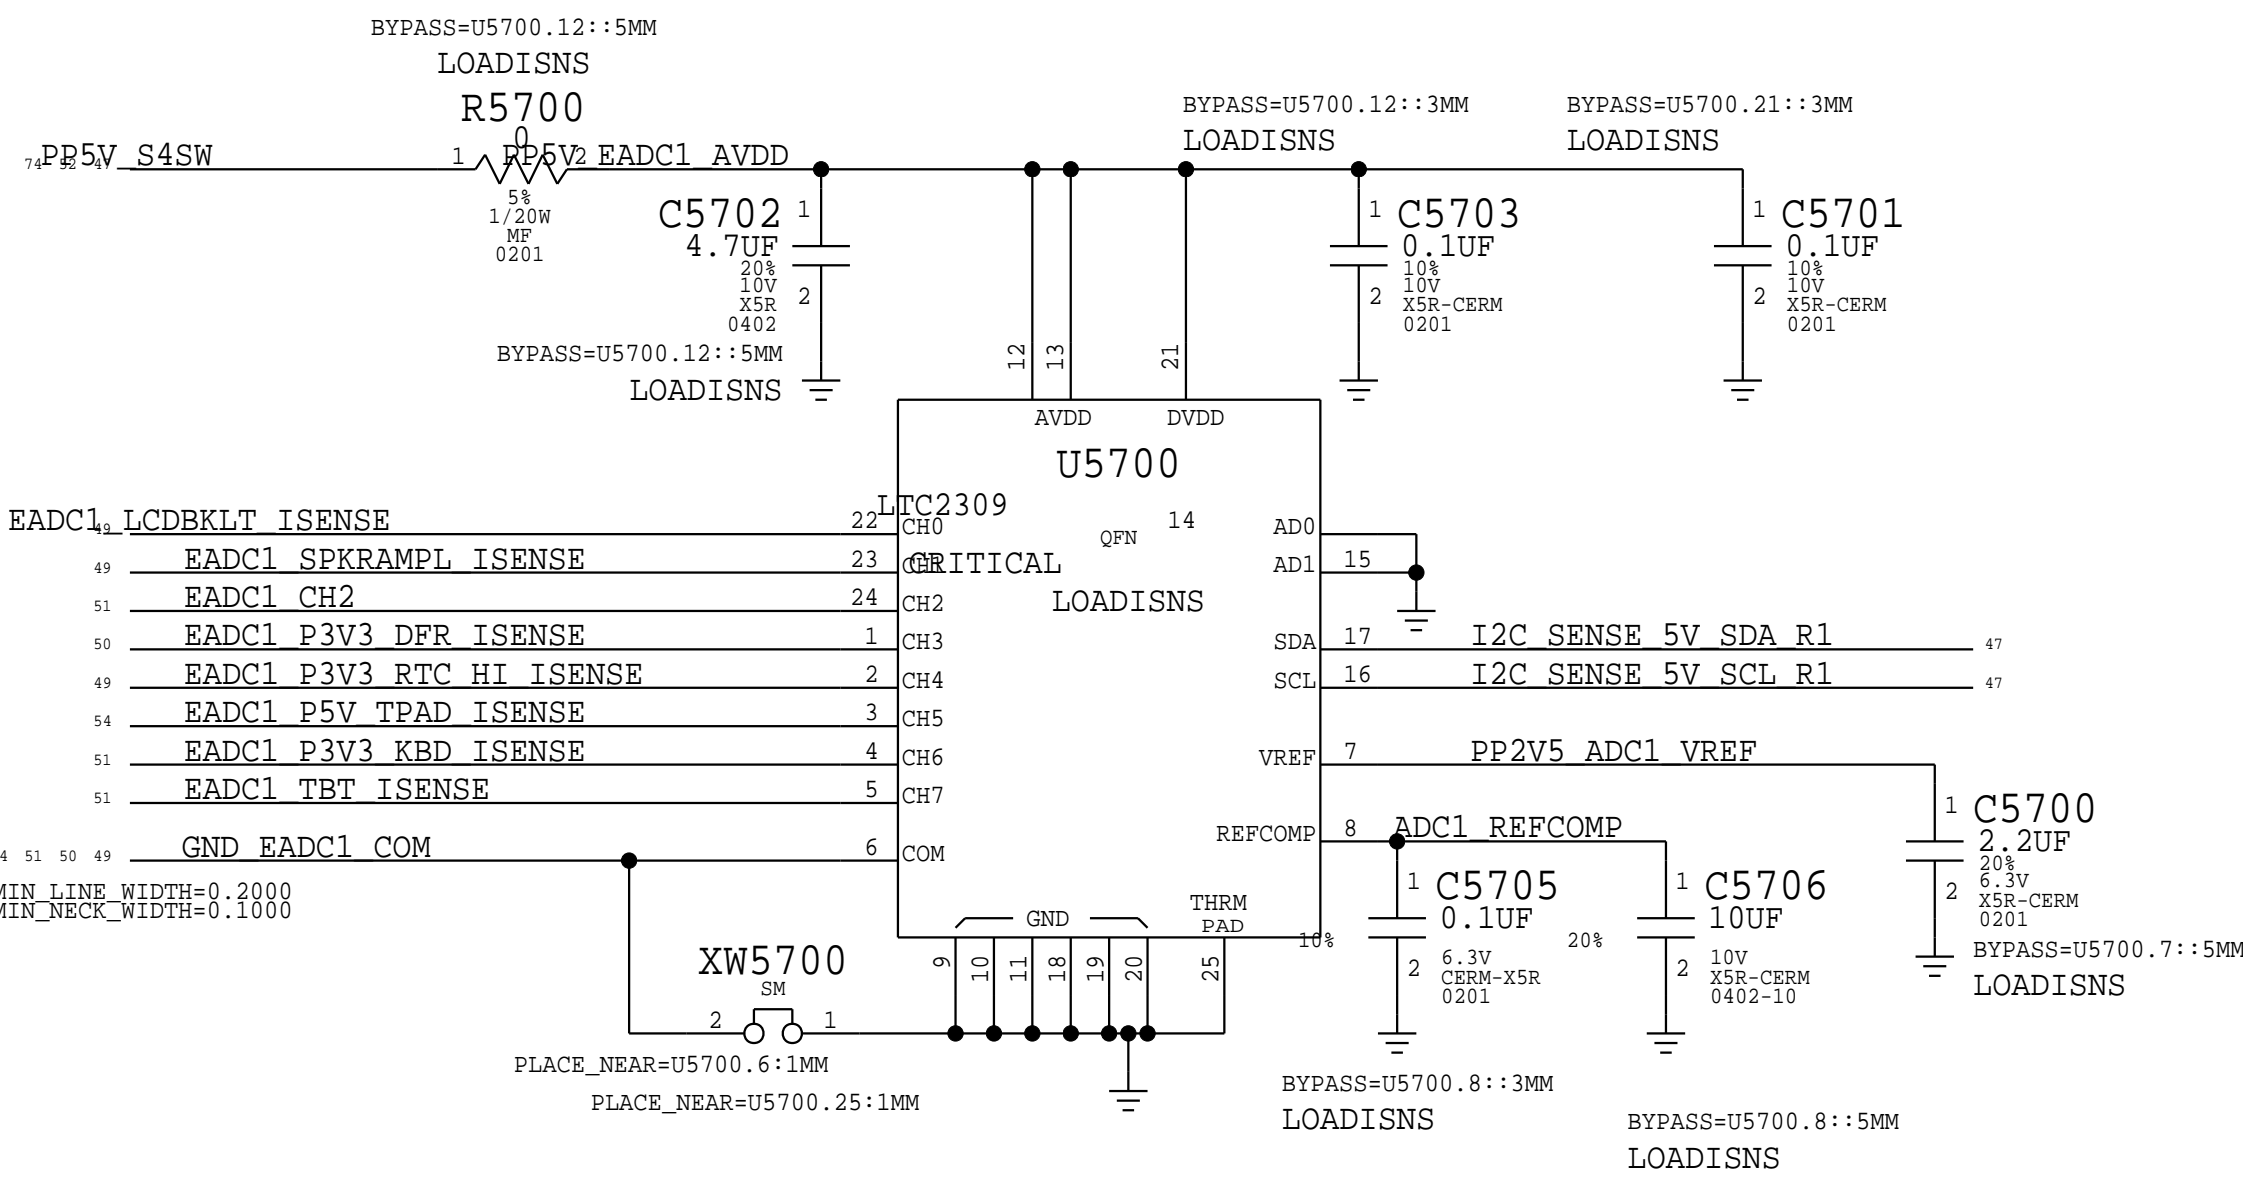 BYPASS=U5700.12::5MM
LOADISNS
R5700
0
PP5V_S4SW
74 52 47
1
2
PP5V_EADC1_AVDD
5%
1/20W
MF
0201
BYPASS=U5700.12::3MM
LOADISNS
BYPASS=U5700.21::3MM
LOADISNS
C5702
4.7UF
20%
10V
X5R
0402
1
2
BYPASS=U5700.12::5MM
LOADISNS
1
2
C5703
0.1UF
10%
10V
X5R-CERM
0201
1
2
C5701
0.1UF
10%
10V
X5R-CERM
0201
12
13
21
AVDD
DVDD
U5700
LTC2309
QFN
CRITICAL
LOADISNS
EADC1_LCDBKLT_ISENSE
49
22
CH0
49
EADC1_SPKRAMPL_ISENSE
23
CH1
51
EADC1_CH2
24
CH2
50
EADC1_P3V3_DFR_ISENSE
1
CH3
49
EADC1_P3V3_RTC_HI_ISENSE
2
CH4
54
EADC1_P5V_TPAD_ISENSE
3
CH5
51
EADC1_P3V3_KBD_ISENSE
4
CH6
51
EADC1_TBT_ISENSE
5
CH7
4 51 50 49
GND_EADC1_COM
6
COM
MIN_LINE_WIDTH=0.2000
MIN_NECK_WIDTH=0.1000
14
AD0
AD1
15
SDA
17
I2C_SENSE_5V_SDA_R1
47
SCL
16
I2C_SENSE_5V_SCL_R1
47
VREF
7
PP2V5_ADC1_VREF
REFCOMP
8
ADC1_REFCOMP
1
2
C5700
2.2UF
20%
6.3V
X5R-CERM
0201
BYPASS=U5700.7::5MM
LOADISNS
1
2
C5705
0.1UF
10%
6.3V
CERM-X5R
0201
1
2
C5706
10UF
20%
10V
X5R-CERM
0402-10
GND
THRM
PAD
9
10
11
18
19
20
25
XW5700
SM
2
1
PLACE_NEAR=U5700.6:1MM
PLACE_NEAR=U5700.25:1MM
BYPASS=U5700.8::3MM
LOADISNS
BYPASS=U5700.8::5MM
LOADISNS